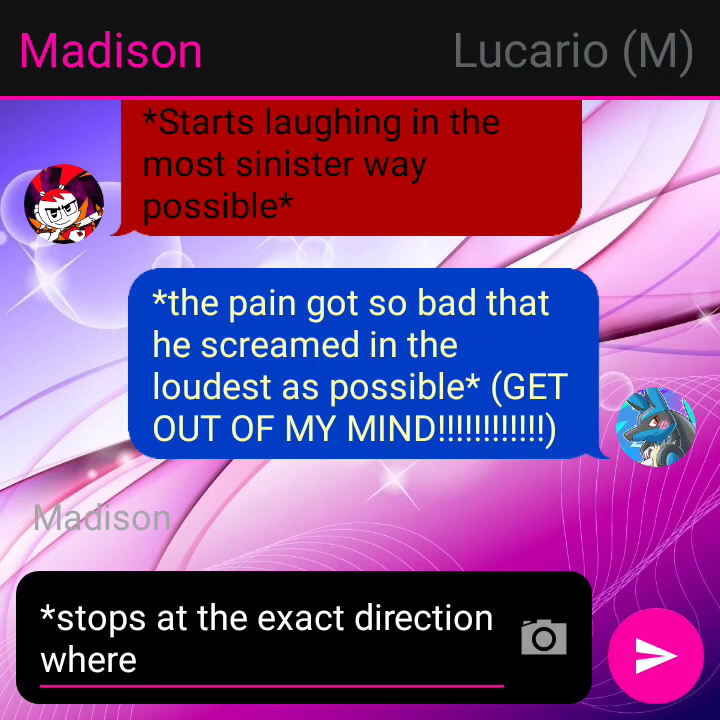 Madison
Lucario (M)
*Starts laughing in the
most sinister way
possible*
*the pain got so bad that
he screamed in the
loudest as possible* (GET
OUT OF MY MIND!!!!!!!!!!!!!)
Madison
*stops at the exact direction
where